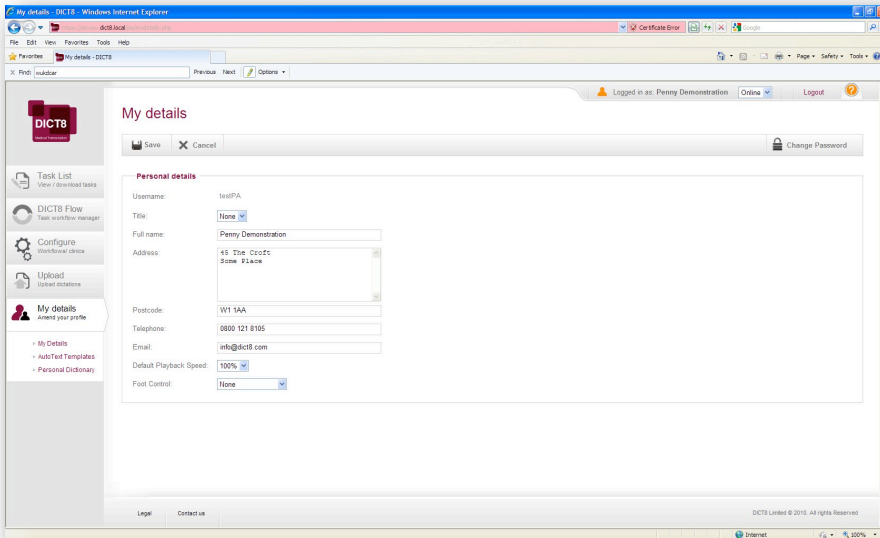 My details - DICT8 - Windows Internet Explorer
dict8.local
Certificate Error
Google
File Edit View Favorites Tools Help
Favorites My details - DICT8
Page Safety Tools
X Find: wukdcar Previous Next Options
Logged in as: Penny Demonstration Online Logout ?
DICT8
Medical Transcription
My details
Save Cancel Change Password
Task List
View / download tasks
DICT8 Flow
Task workflow manager
Configure
Workflow/ clinics
Upload
Upload dictations
My details
Amend your profile
My Details
AutoText Templates
Personal Dictionary
Personal details
Username: testPA
Title: None
Full name: Penny Demonstration
Address: 45 The Croft
Some Place
Postcode: W1 1AA
Telephone: 0800 121 8105
Email: info@dict8.com
Default Playback Speed: 100%
Foot Control: None
Legal Contact us DICT8 Limited © 2010. All rights Reserved
Internet 100%